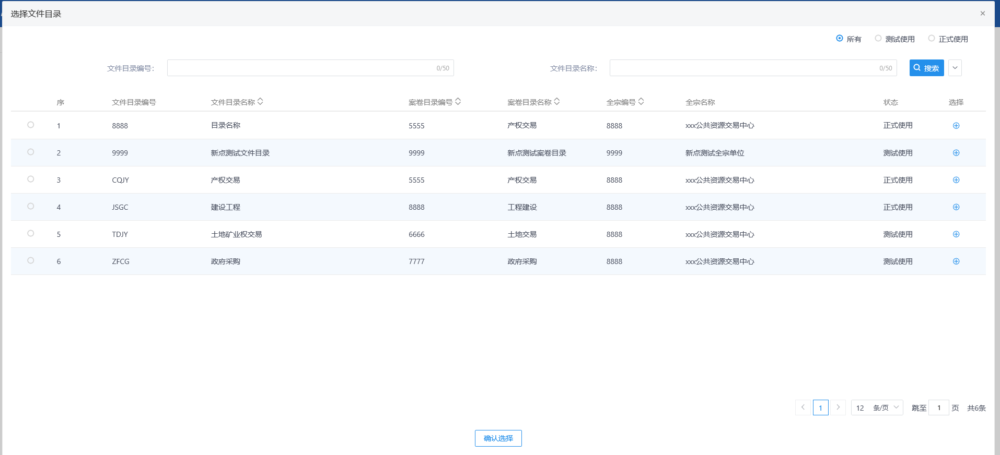 选择文件目录
所有 测试使用 正式使用
文件目录编号: 0/50 文件目录名称: 0/50 搜索
序 文件目录编号 文件目录名称 案卷目录编号 案卷目录名称 全宗编号 全宗名称 状态 选择
1 8888 目录名称 5555 产权交易 8888 xxx公共资源交易中心 正式使用
2 9999 新点测试文件目录 9999 新点测试案卷目录 9999 新点测试全宗单位 测试使用
3 CQJY 产权交易 5555 产权交易 8888 xxx公共资源交易中心 正式使用
4 JSGC 建设工程 8888 工程建设 8888 xxx公共资源交易中心 正式使用
5 TDJY 土地矿业权交易 6666 土地交易 8888 xxx公共资源交易中心 测试使用
6 ZFCG 政府采购 7777 政府采购 8888 xxx公共资源交易中心 测试使用
1 12 条/页 跳至 1 页 共6条
确认选择